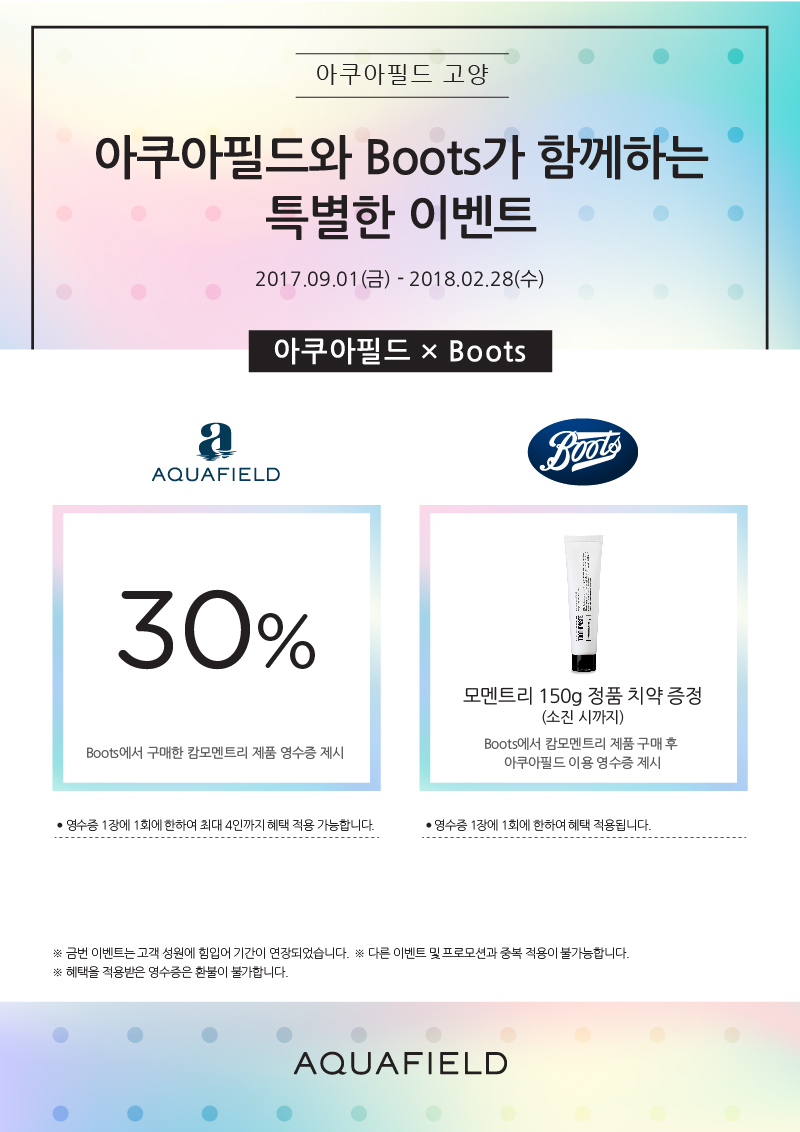 아쿠아필드 고양
아쿠아필드와 Boots가 함께하는
특별한 이벤트
2017.09.01(금) - 2018.02.28(수)
아쿠아필드 × Boots
a
AQUAFIELD
Boots
30%
Boots에서 구매한 캄모멘트리 제품 영수증 제시
모멘트리 150g 정품 치약 증정
(소진 시까지)
Boots에서 캄모멘트리 제품 구매 후
아쿠아필드 이용 영수증 제시
• 영수증 1장에 1회에 한하여 최대 4인까지 혜택 적용 가능합니다.
• 영수증 1장에 1회에 한하여 혜택 적용됩니다.
※ 금번 이벤트는 고객 성원에 힘입어 기간이 연장되었습니다. ※ 다른 이벤트 및 프로모션과 중복 적용이 불가능합니다.
※ 혜택을 적용받은 영수증은 환불이 불가합니다.
AQUAFIELD